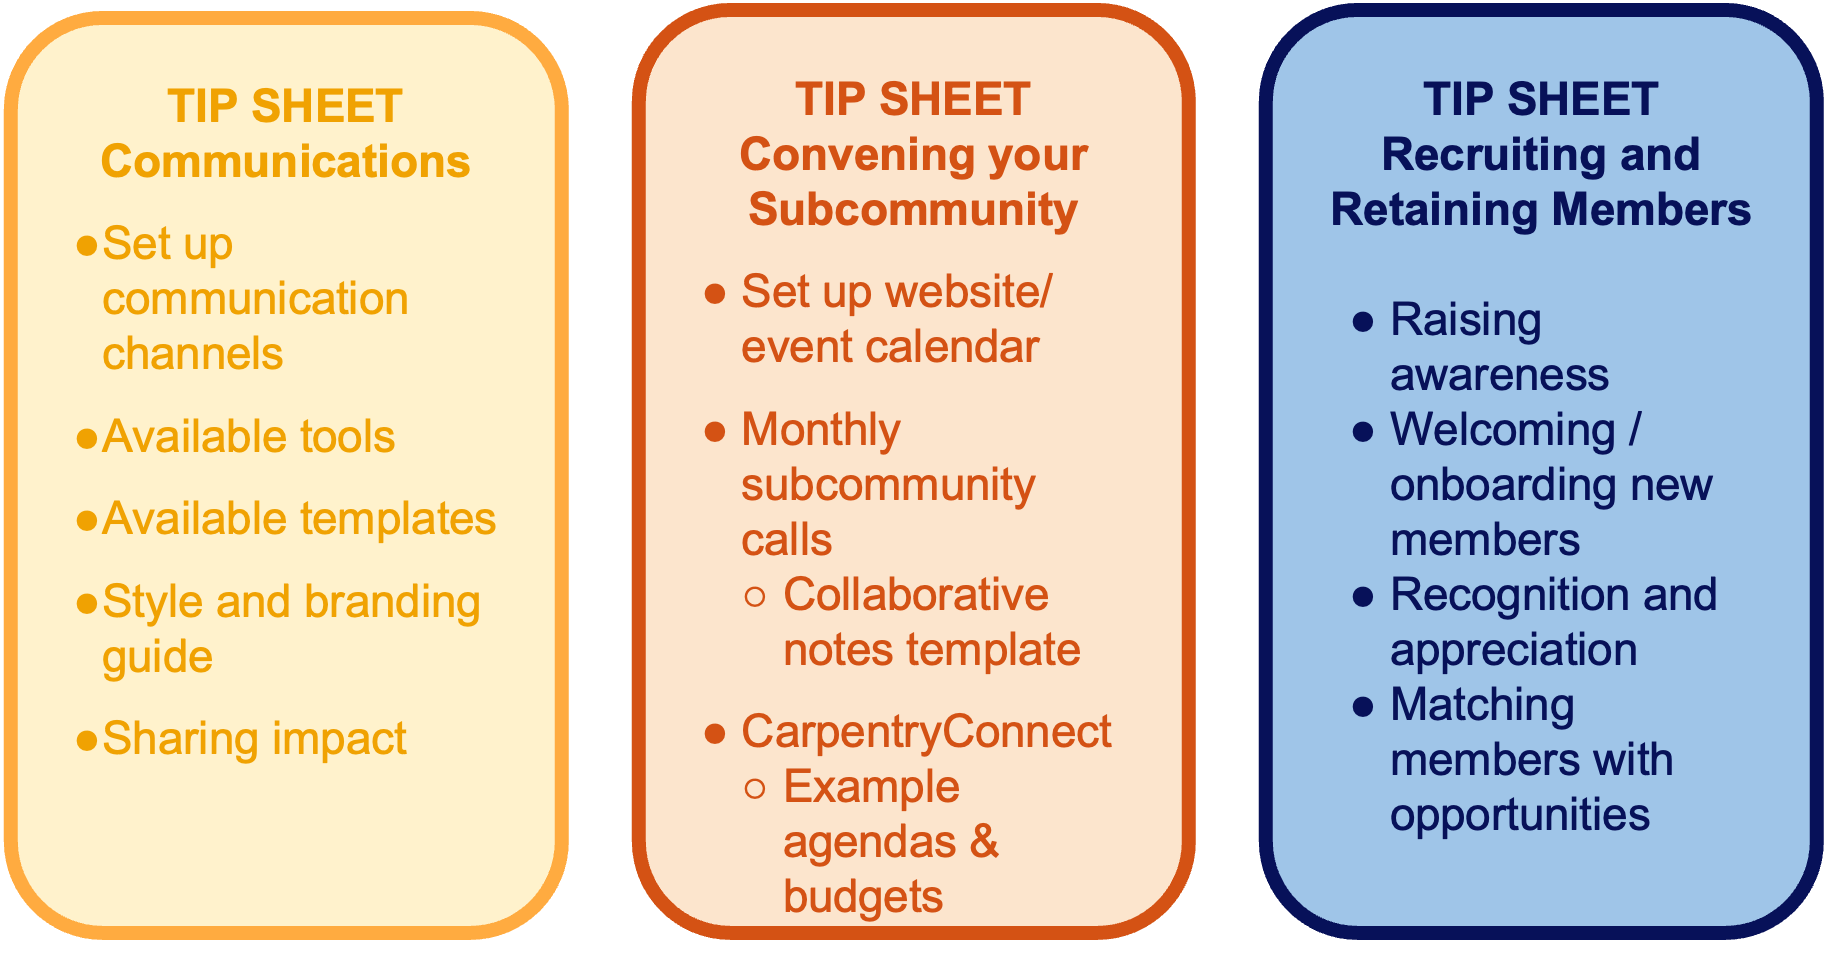 TIP SHEET
Communications
●Set up
communication
channels
●Available tools
●Available templates
●Style and branding
guide
●Sharing impact
TIP SHEET
Convening your
Subcommunity
● Set up website/
event calendar
● Monthly
subcommunity
calls
○ Collaborative
notes template
● CarpentryConnect
○ Example
agendas &
budgets
TIP SHEET
Recruiting and
Retaining Members
● Raising
awareness
● Welcoming /
onboarding new
members
● Recognition and
appreciation
● Matching
members with
opportunities